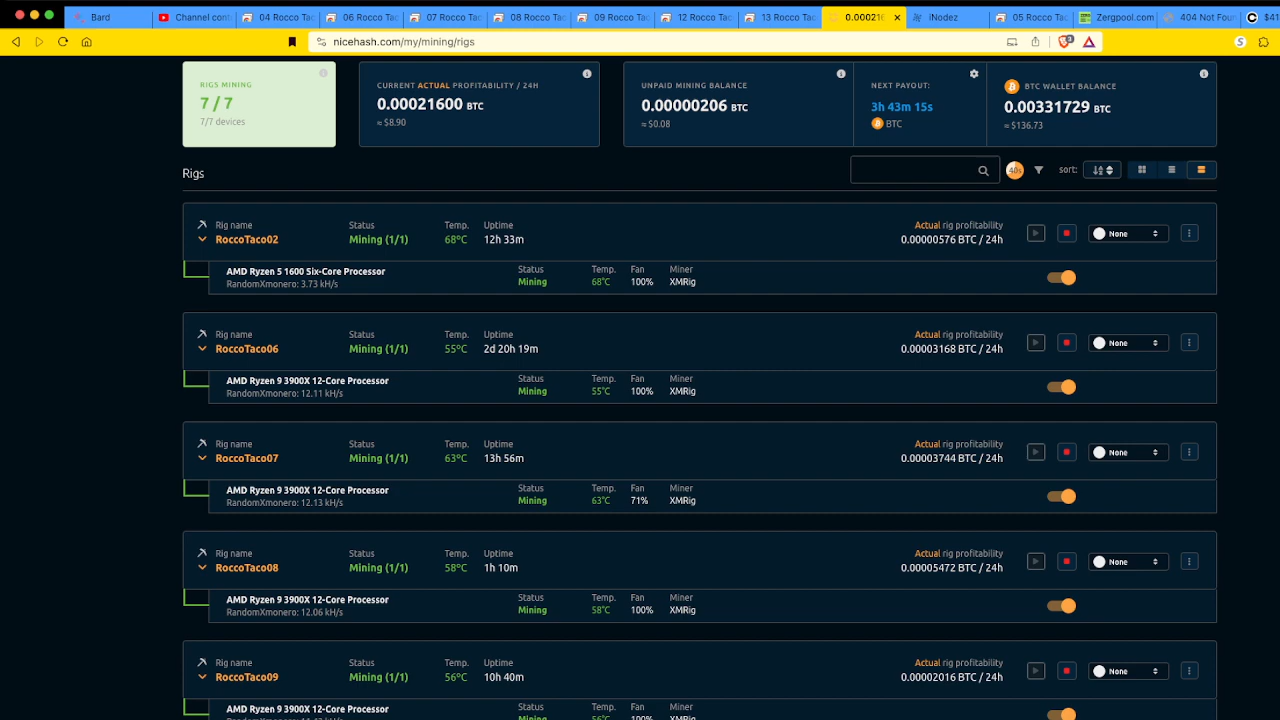 Bard
Channel cont
04 Rocco Tac
06 Rocco Tac
07 Rocco Tac
08 Rocco Tac
09 Rocco Tac
12 Rocco Tac
13 Rocco Tac
0.00021
iNodez
05 Rocco Tac
Zergpool.com
404 Not Foun
$41
nicehash.com/my/mining/rigs
RIGS MINING
7 / 7
7/7 devices
CURRENT ACTUAL PROFITABILITY / 24H
0.00021600 BTC
≈ $8.90
UNPAID MINING BALANCE
0.00000206 BTC
≈ $0.08
NEXT PAYOUT:
3h 43m 15s
BTC
BTC WALLET BALANCE
0.00331729 BTC
≈ $136.73
Rigs
40s
sort:
Rig name Status Temp. Uptime Actual rig profitability
RoccoTaco02 Mining (1/1) 68°C 12h 33m 0.00000576 BTC / 24h None
AMD Ryzen 5 1600 Six-Core Processor Status Temp. Fan Miner
RandomXmonero: 3.73 kH/s Mining 68°C 100% XMRig
Rig name Status Temp. Uptime Actual rig profitability
RoccoTaco06 Mining (1/1) 55°C 2d 20h 19m 0.00003168 BTC / 24h None
AMD Ryzen 9 3900X 12-Core Processor Status Temp. Fan Miner
RandomXmonero: 12.11 kH/s Mining 55°C 100% XMRig
Rig name Status Temp. Uptime Actual rig profitability
RoccoTaco07 Mining (1/1) 63°C 13h 56m 0.00003744 BTC / 24h None
AMD Ryzen 9 3900X 12-Core Processor Status Temp. Fan Miner
RandomXmonero: 12.13 kH/s Mining 63°C 71% XMRig
Rig name Status Temp. Uptime Actual rig profitability
RoccoTaco08 Mining (1/1) 58°C 1h 10m 0.00005472 BTC / 24h None
AMD Ryzen 9 3900X 12-Core Processor Status Temp. Fan Miner
RandomXmonero: 12.06 kH/s Mining 58°C 100% XMRig
Rig name Status Temp. Uptime Actual rig profitability
RoccoTaco09 Mining (1/1) 56°C 10h 40m 0.00002016 BTC / 24h None
AMD Ryzen 9 3900X 12-Core Processor Status Temp. Fan Miner